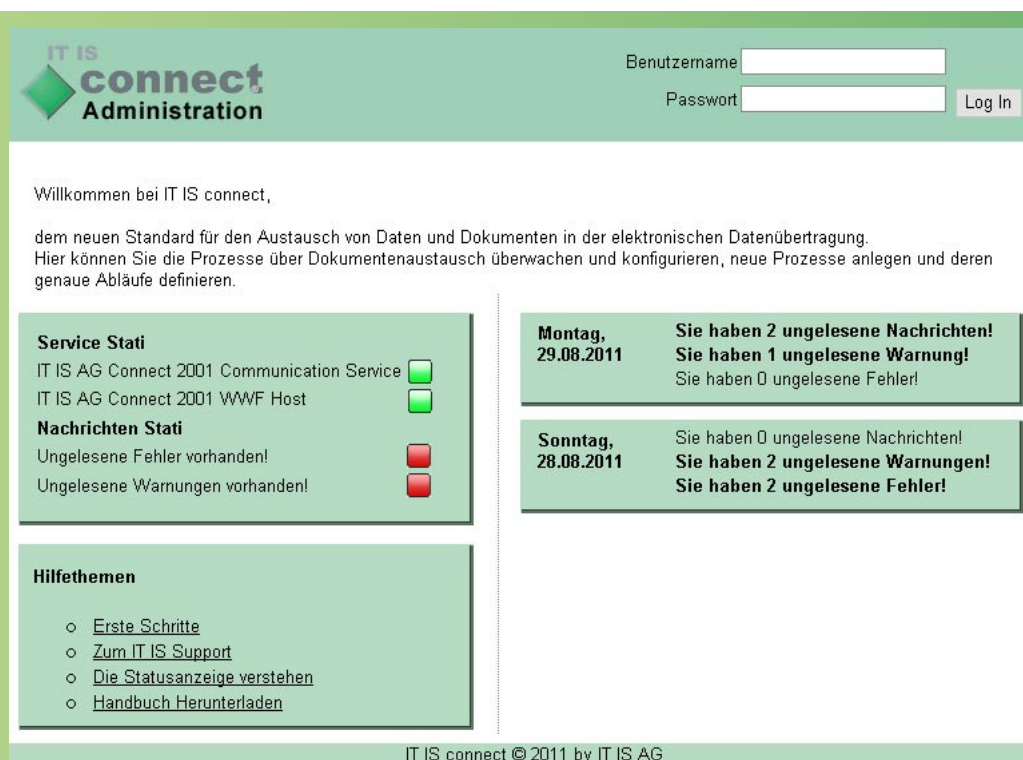 IT IS
connect
Administration
Benutzername
Passwort
Log In
Willkommen bei IT IS connect,
dem neuen Standard für den Austausch von Daten und Dokumenten in der elektronischen Datenübertragung.
Hier können Sie die Prozesse über Dokumentenaustausch überwachen und konfigurieren, neue Prozesse anlegen und deren
genaue Abläufe definieren.
Service Stati
IT IS AG Connect 2001 Communication Service
IT IS AG Connect 2001 WWF Host
Nachrichten Stati
Ungelesene Fehler vorhanden!
Ungelesene Warnungen vorhanden!
Hilfethemen
Erste Schritte
Zum IT IS Support
Die Statusanzeige verstehen
Handbuch Herunterladen
Montag,
29.08.2011
Sie haben 2 ungelesene Nachrichten!
Sie haben 1 ungelesene Warnung!
Sie haben 0 ungelesene Fehler!
Sonntag,
28.08.2011
Sie haben 0 ungelesene Nachrichten!
Sie haben 2 ungelesene Warnungen!
Sie haben 2 ungelesene Fehler!
IT IS connect © 2011 by IT IS AG